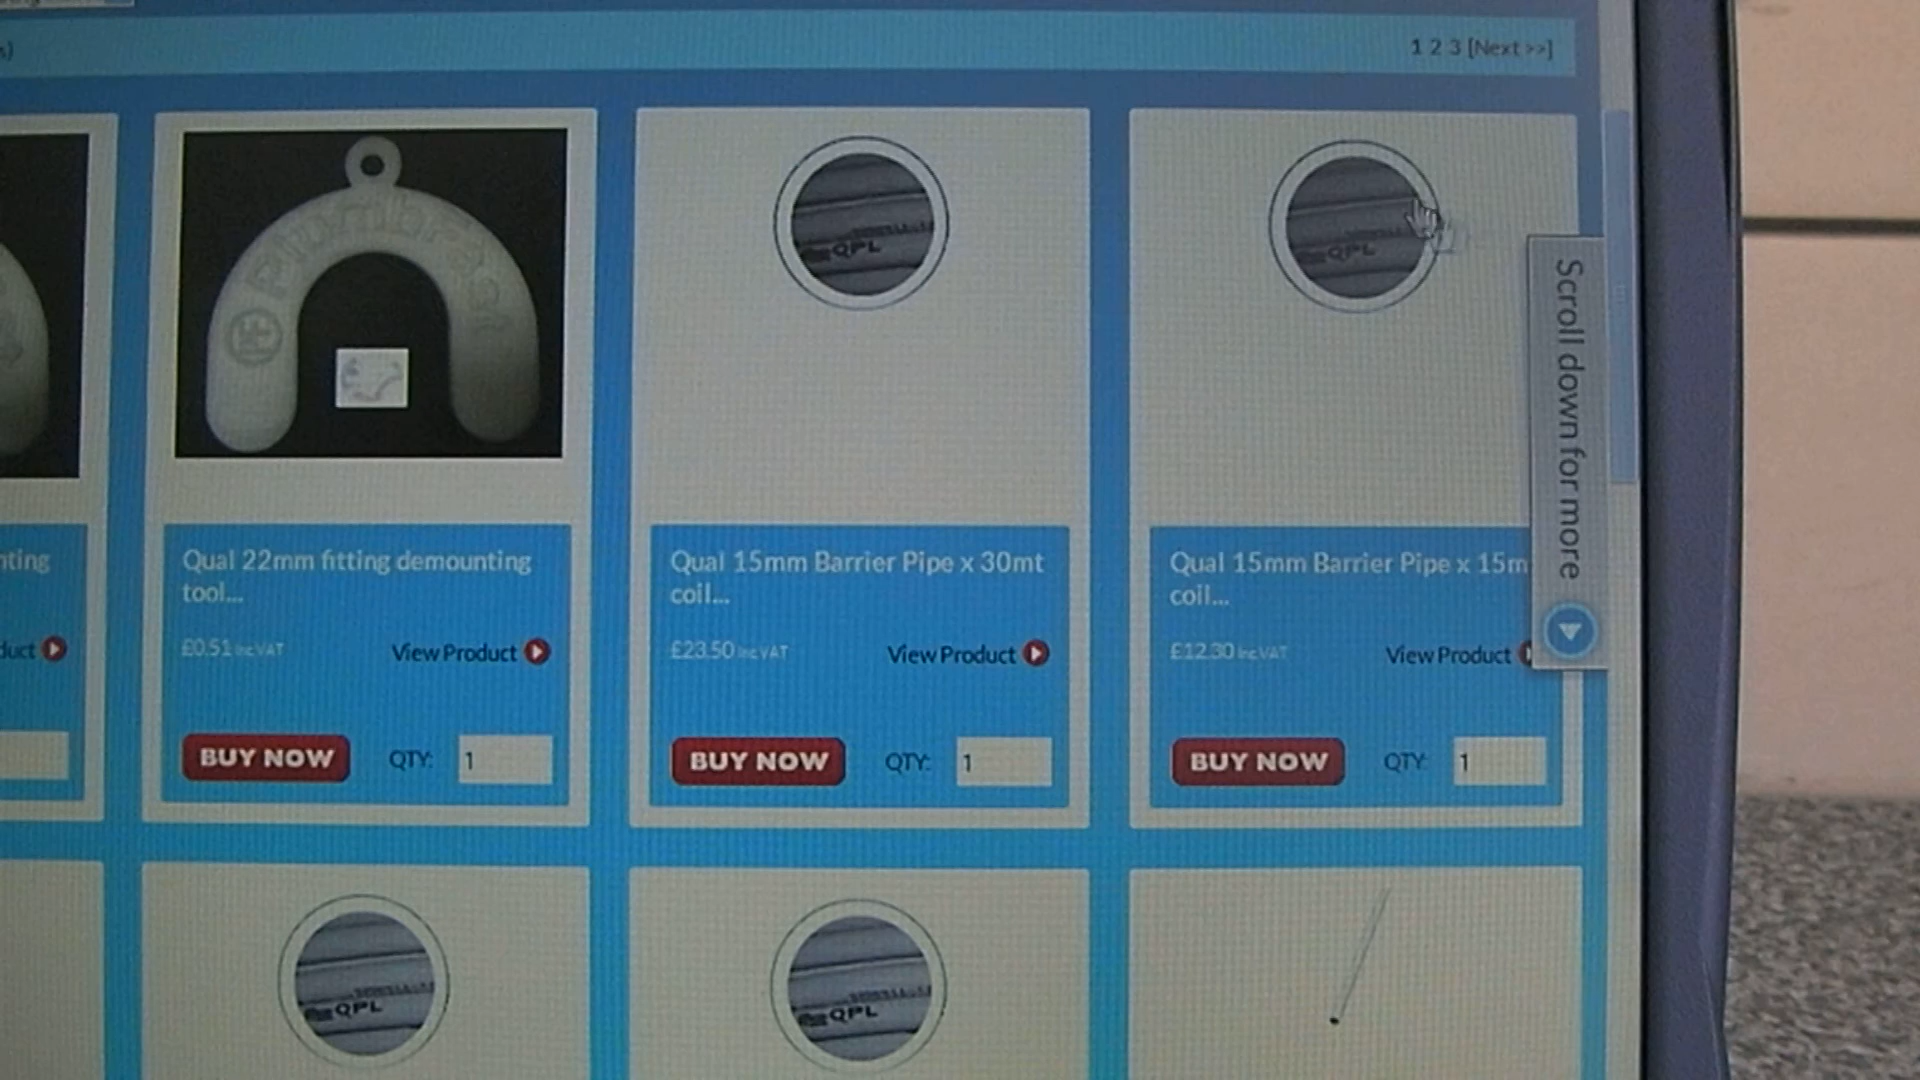 1 2 3 [Next >>]
QPL
QPL
Scroll down for more
nting
Qual 22mm fitting demounting
tool...
Qual 15mm Barrier Pipe x 30mt
coil...
Qual 15mm Barrier Pipe x 15m
coil...
duct
£0.51 Inc VAT
View Product
£23.50 Inc VAT
View Product
£12.30 Inc VAT
View Product
BUY NOW
QTY:
1
BUY NOW
QTY:
1
BUY NOW
QTY:
1
QPL
QPL